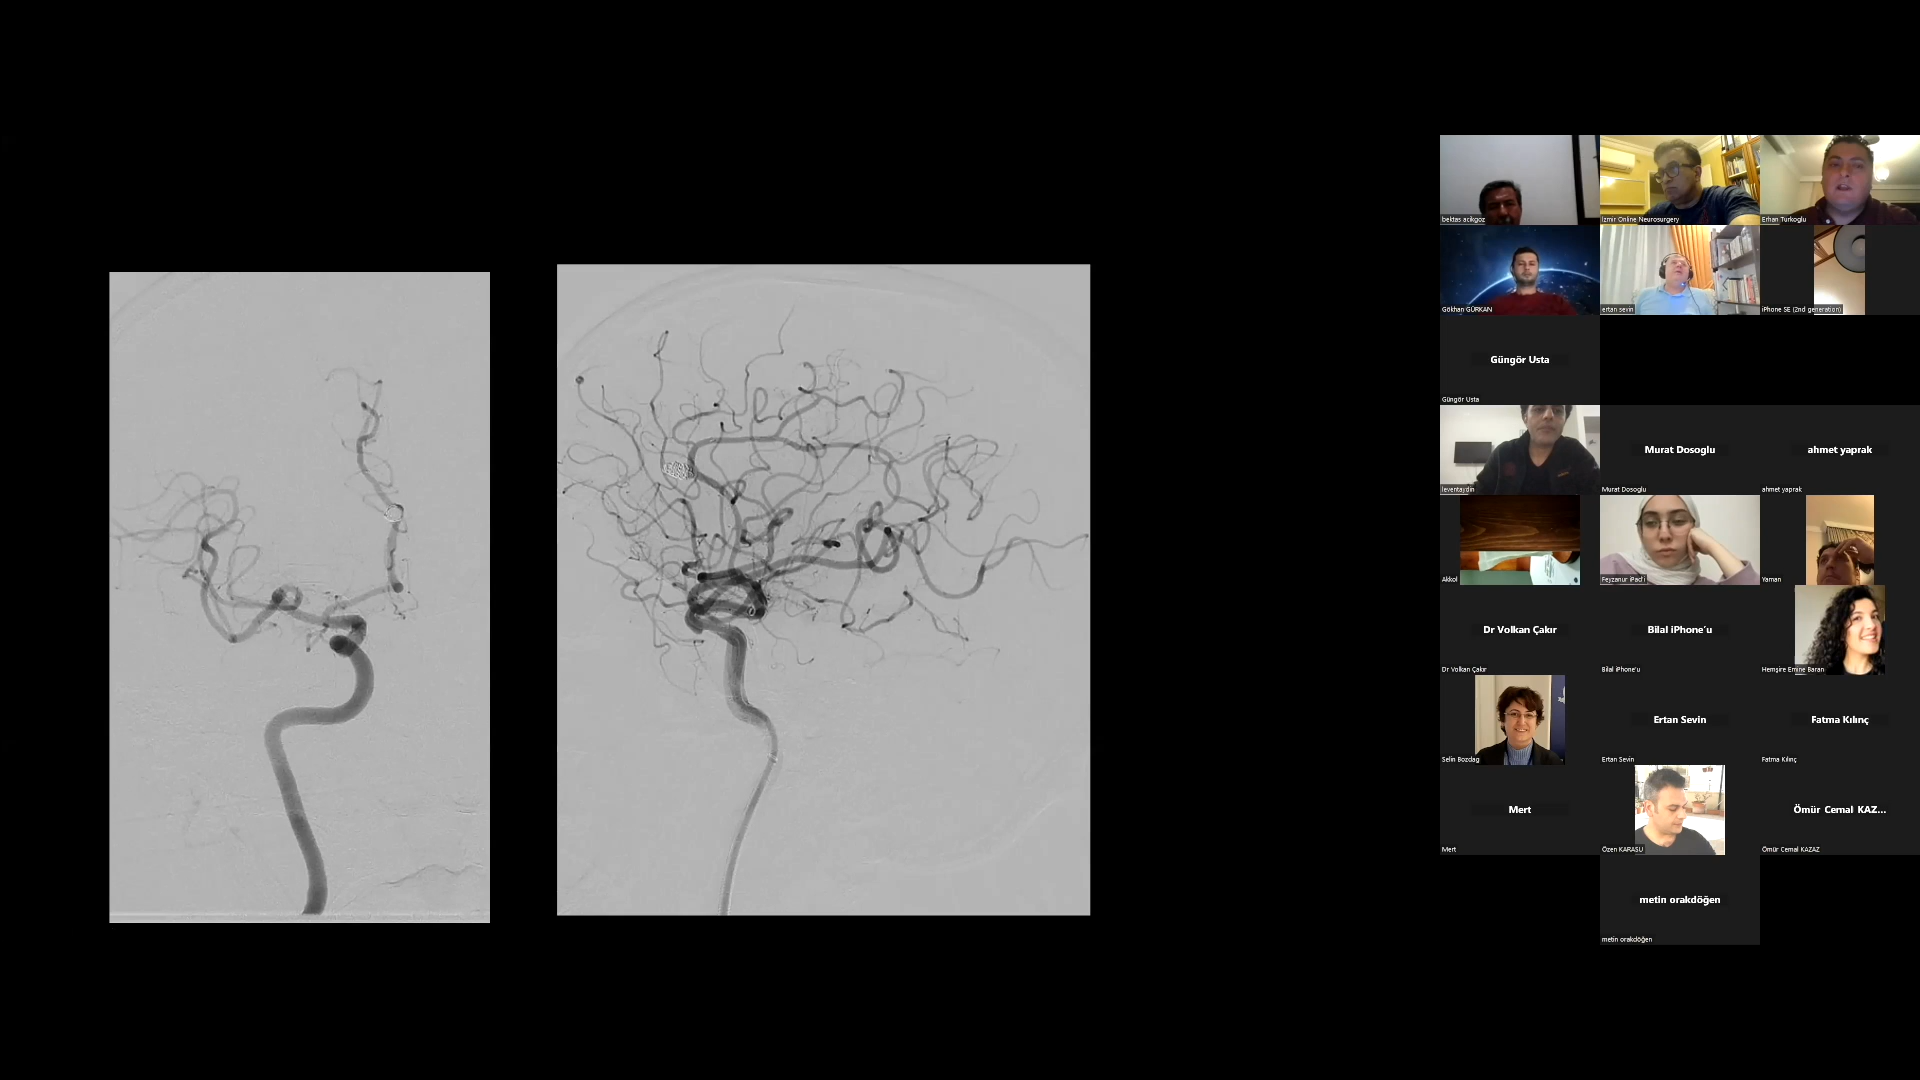 bektas acikgoz
Izmir Online Neurosurgery
Erhan Turkoglu
Gökhan GÜRKAN
ertan sevin
iPhone SE (2nd generation)
Güngör Usta
Güngör Usta
Murat Dosoglu
ahmet yaprak
leventaydin
Murat Dosoglu
ahmet yaprak
Akkol
Feyzanur iPad'i
Yaman
Dr Volkan Çakır
Bilal iPhone'u
Dr Volkan Çakır
Bilal iPhone'u
Hemşire Emine Baran
Ertan Sevin
Fatma Kılınç
Selin Bozdag
Ertan Sevin
Fatma Kılınç
Mert
Ömür Cemal KAZ...
Mert
Özen KARASU
Ömür Cemal KAZAZ
metin orakdöğen
metin orakdöğen